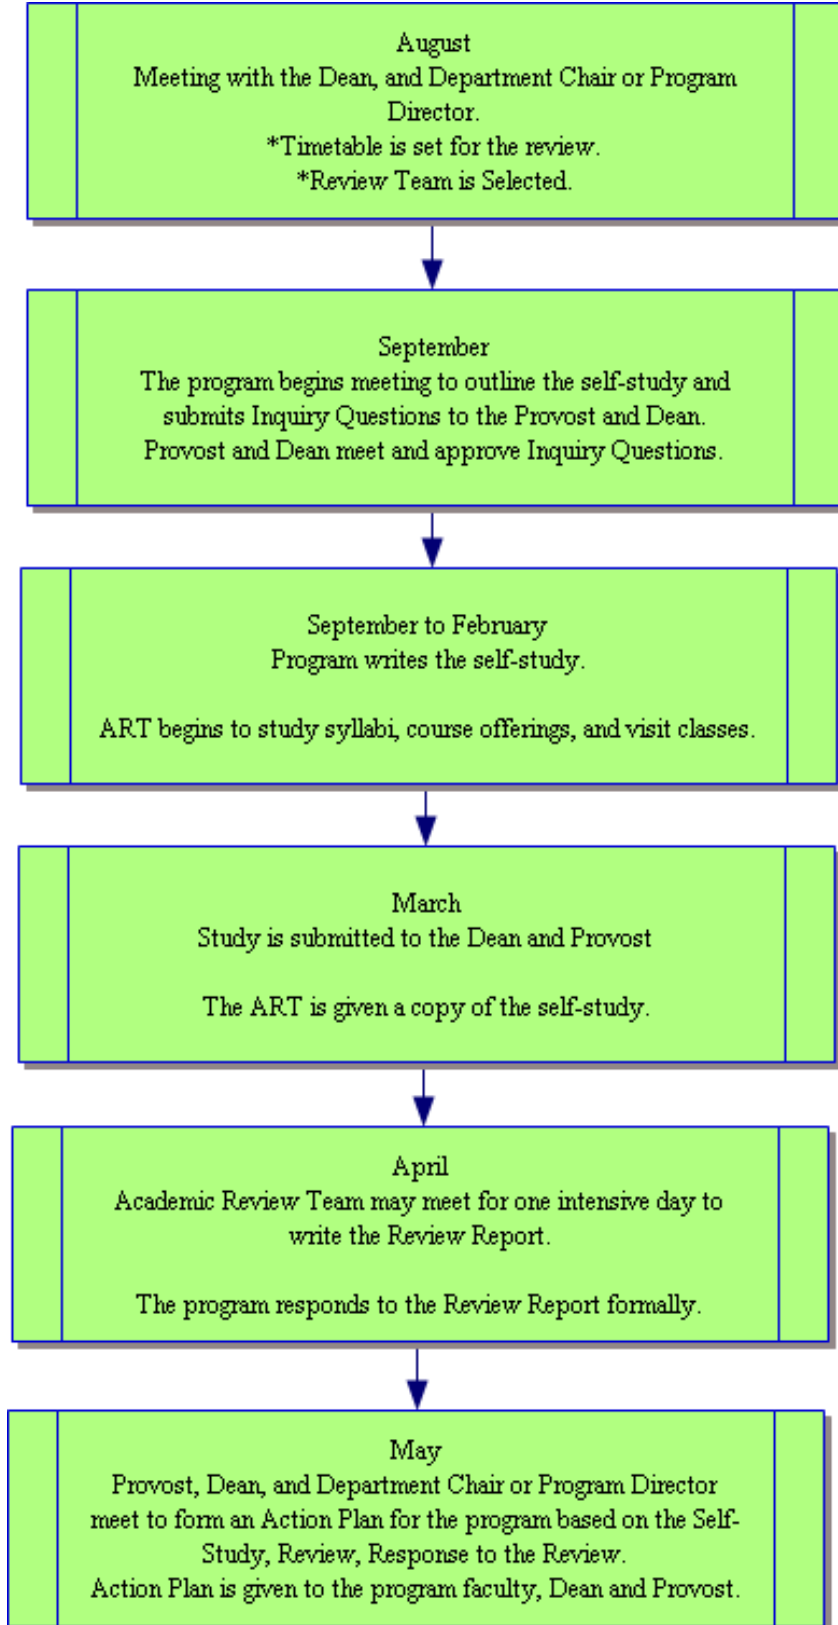 August
Meeting with the Dean, and Department Chair or Program
Director.
*Timetable is set for the review.
*Review Team is Selected.
September
The program begins meeting to outline the self-study and
submits Inquiry Questions to the Provost and Dean.
Provost and Dean meet and approve Inquiry Questions.
September to February
Program writes the self-study.
ART begins to study syllabi, course offerings, and visit classes.
March
Study is submitted to the Dean and Provost
The ART is given a copy of the self-study.
April
Academic Review Team may meet for one intensive day to
write the Review Report.
The program responds to the Review Report formally.
May
Provost, Dean, and Department Chair or Program Director
meet to form an Action Plan for the program based on the Self-
Study, Review, Response to the Review.
Action Plan is given to the program faculty, Dean and Provost.